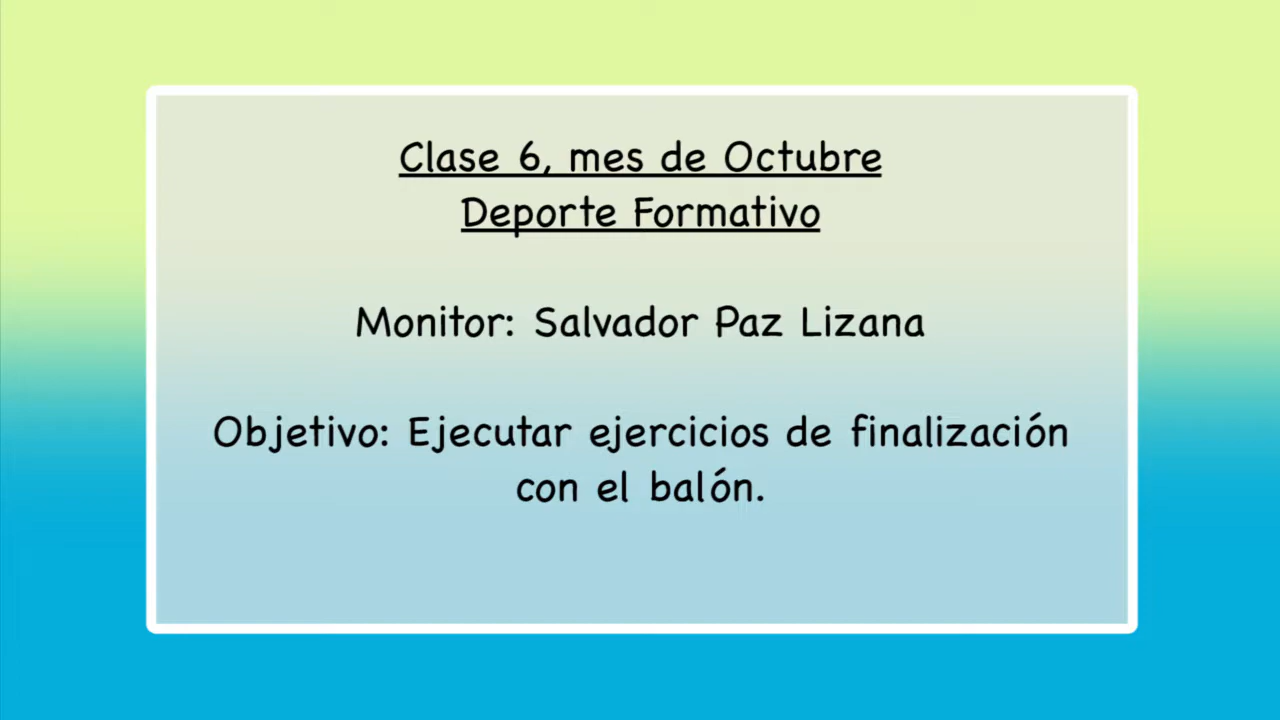 Clase 6, mes de Octubre
Deporte Formativo
Monitor: Salvador Paz Lizana
Objetivo: Ejecutar ejercicios de finalización
con el balón.